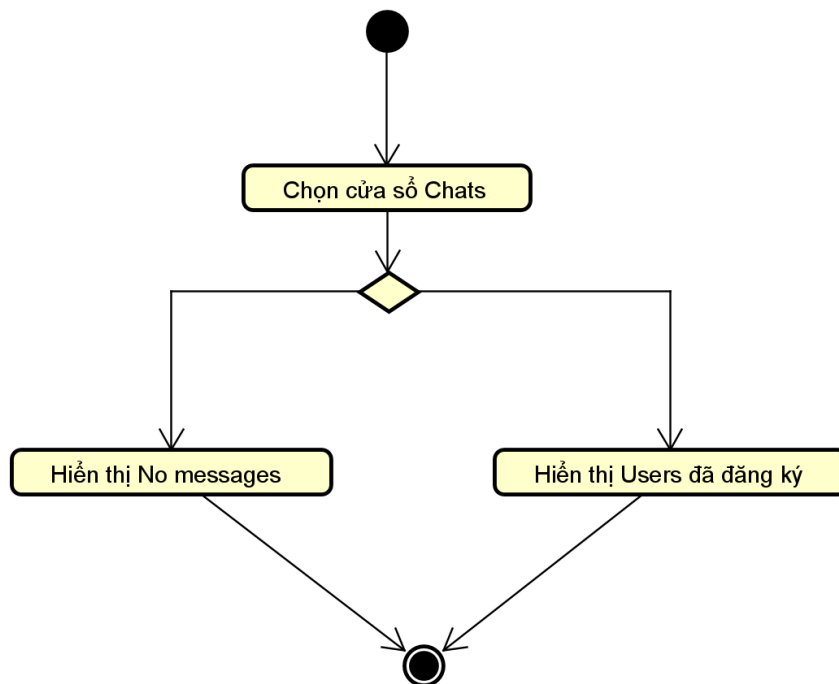 Chọn cửa sổ Chats
Hiển thị No messages
Hiển thị Users đã đăng ký